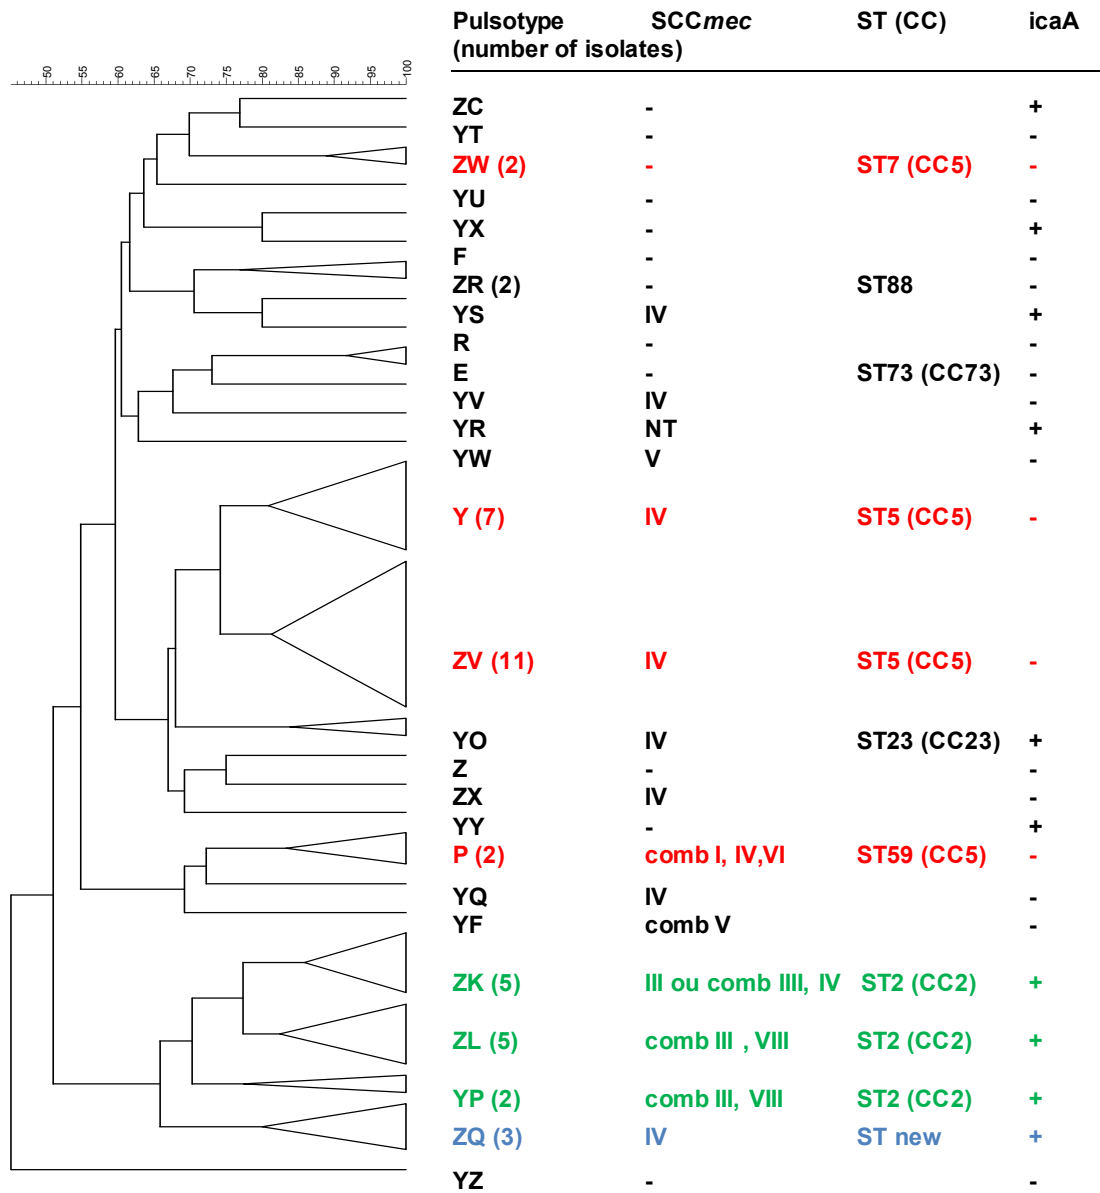 Pulsotype SCCmec ST (CC) icaA
(number of isolates)
50 55 60 65 70 75 80 85 90 95 100
ZC - +
YT - -
ZW (2) - ST7 (CC5) -
YU - -
YX - +
F - -
ZR (2) - ST88 -
YS IV +
R - -
E - ST73 (CC73) -
YV IV -
YR NT +
YW V -
Y (7) IV ST5 (CC5) -
ZV (11) IV ST5 (CC5) -
YO IV ST23 (CC23) +
Z - -
ZX IV -
YY - +
P (2) comb I, IV,VI ST59 (CC5) -
YQ IV -
YF comb V -
ZK (5) III ou comb IIII, IV ST2 (CC2) +
ZL (5) comb III , VIII ST2 (CC2) +
YP (2) comb III, VIII ST2 (CC2) +
ZQ (3) IV ST new +
YZ - -